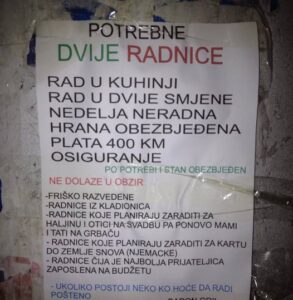 POTREBNE
DVIJE RADNICE
RAD U KUHINJI
RAD U DVIJE SMJENE
NEDELJA NERADNA
HRANA OBEZBJEĐENA
PLATA 400 KM
OSIGURANJE
PO POTREBI STAN OBEZBJEĐEN
NE DOLAZE U OBZIR
-FRIŠKO RAZVEDENE
-RADNICE IZ KLADIONICA
-RADNICE KOJE PLANIRAJU ZARADITI ZA
HALJINU I OTIĆI NA SVADBU PA PONOVO MAMI
I TATI NA GRBAČU
- RADNICE KOJE PLANIRAJU ZARADITI ZA KARTU
DO ZEMLJE SNOVA (NJEMAČKE)
- RADNICE ČIJA JE NAJBOLJA PRIJATELJICA
ZAPOSLENA NA BUDŽETU
- UKOLIKO POSTOJI NEKO KO HOĆE DA RADI
POŠTENO